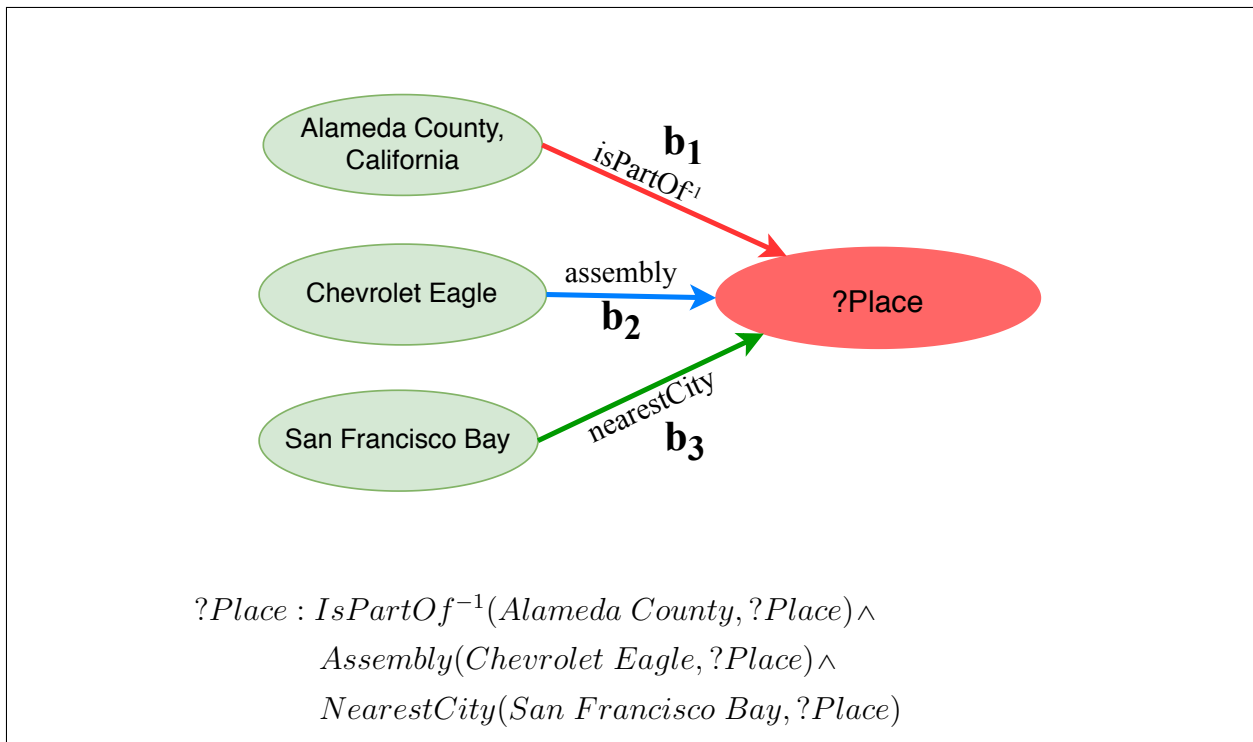 Alameda County,
California
b₁
isPartOf⁻¹
Chevrolet Eagle
assembly
b₂
?Place
San Francisco Bay
nearestCity
b₃
?Place : IsPartOf⁻¹(Alameda County, ?Place) ∧
Assembly(Chevrolet Eagle, ?Place) ∧
NearestCity(San Francisco Bay, ?Place)